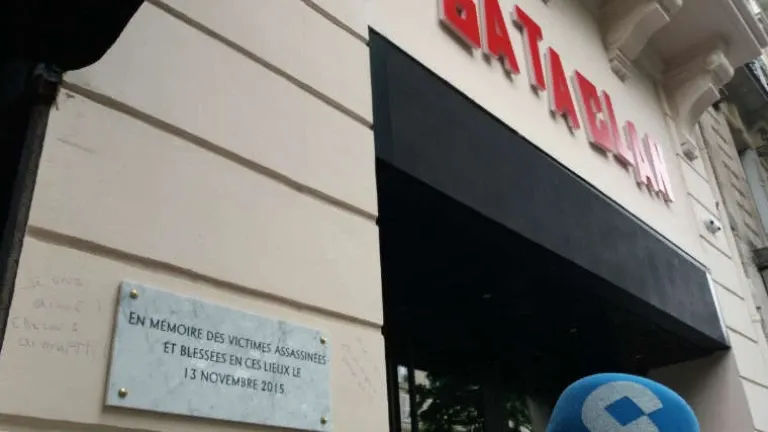 BATACLAN
EN MÉMOIRE DES VICTIMES ASSASSINÉES
ET BLESSÉES EN CES LIEUX LE
13 NOVEMBRE 2015